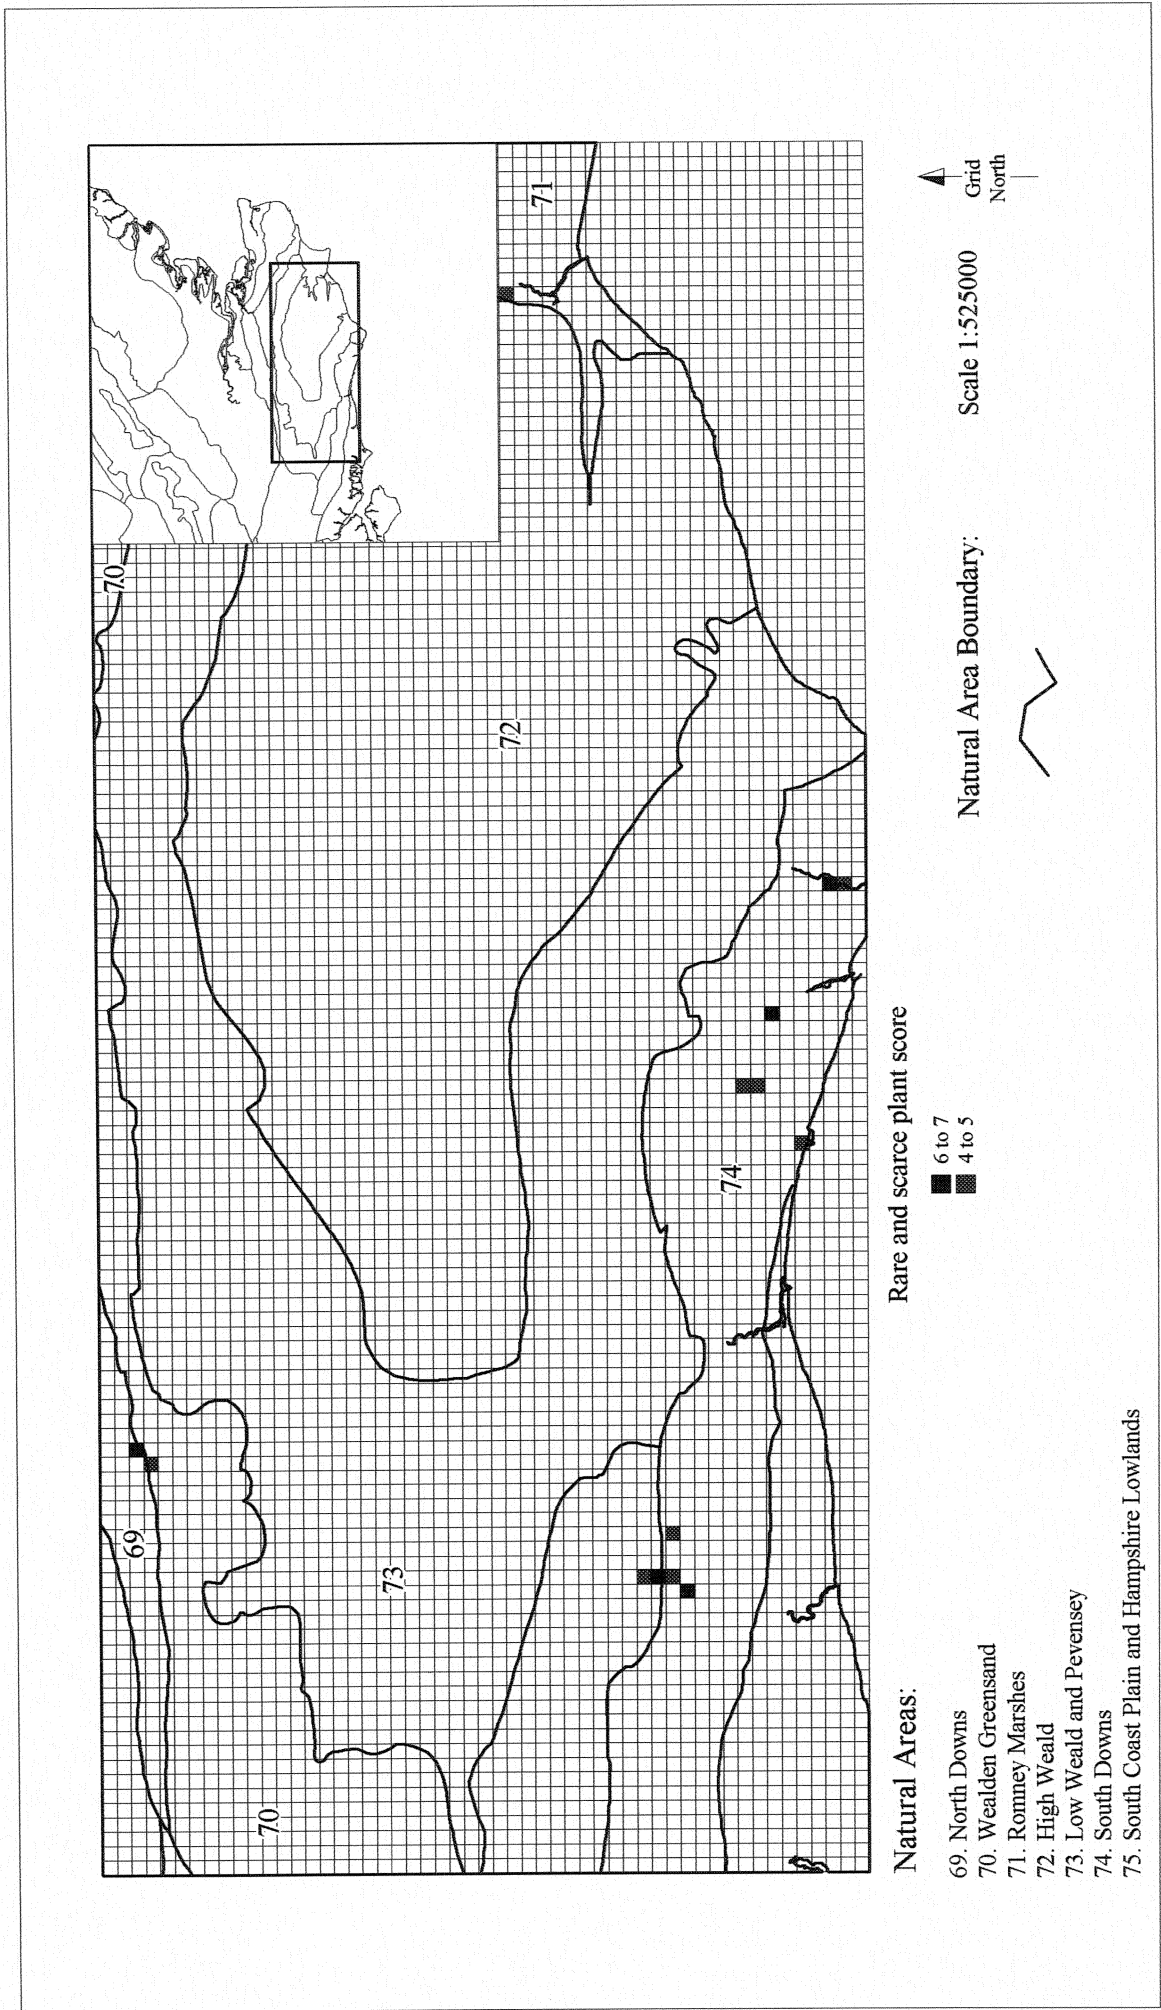 70
71
69
72
73
70
74
Natural Areas:
69. North Downs
70. Wealden Greensand
71. Romney Marshes
72. High Weald
73. Low Weald and Pevensey
74. South Downs
75. South Coast Plain and Hampshire Lowlands
Rare and scarce plant score
6 to 7
4 to 5
Natural Area Boundary:
Scale 1:525000
Grid
North